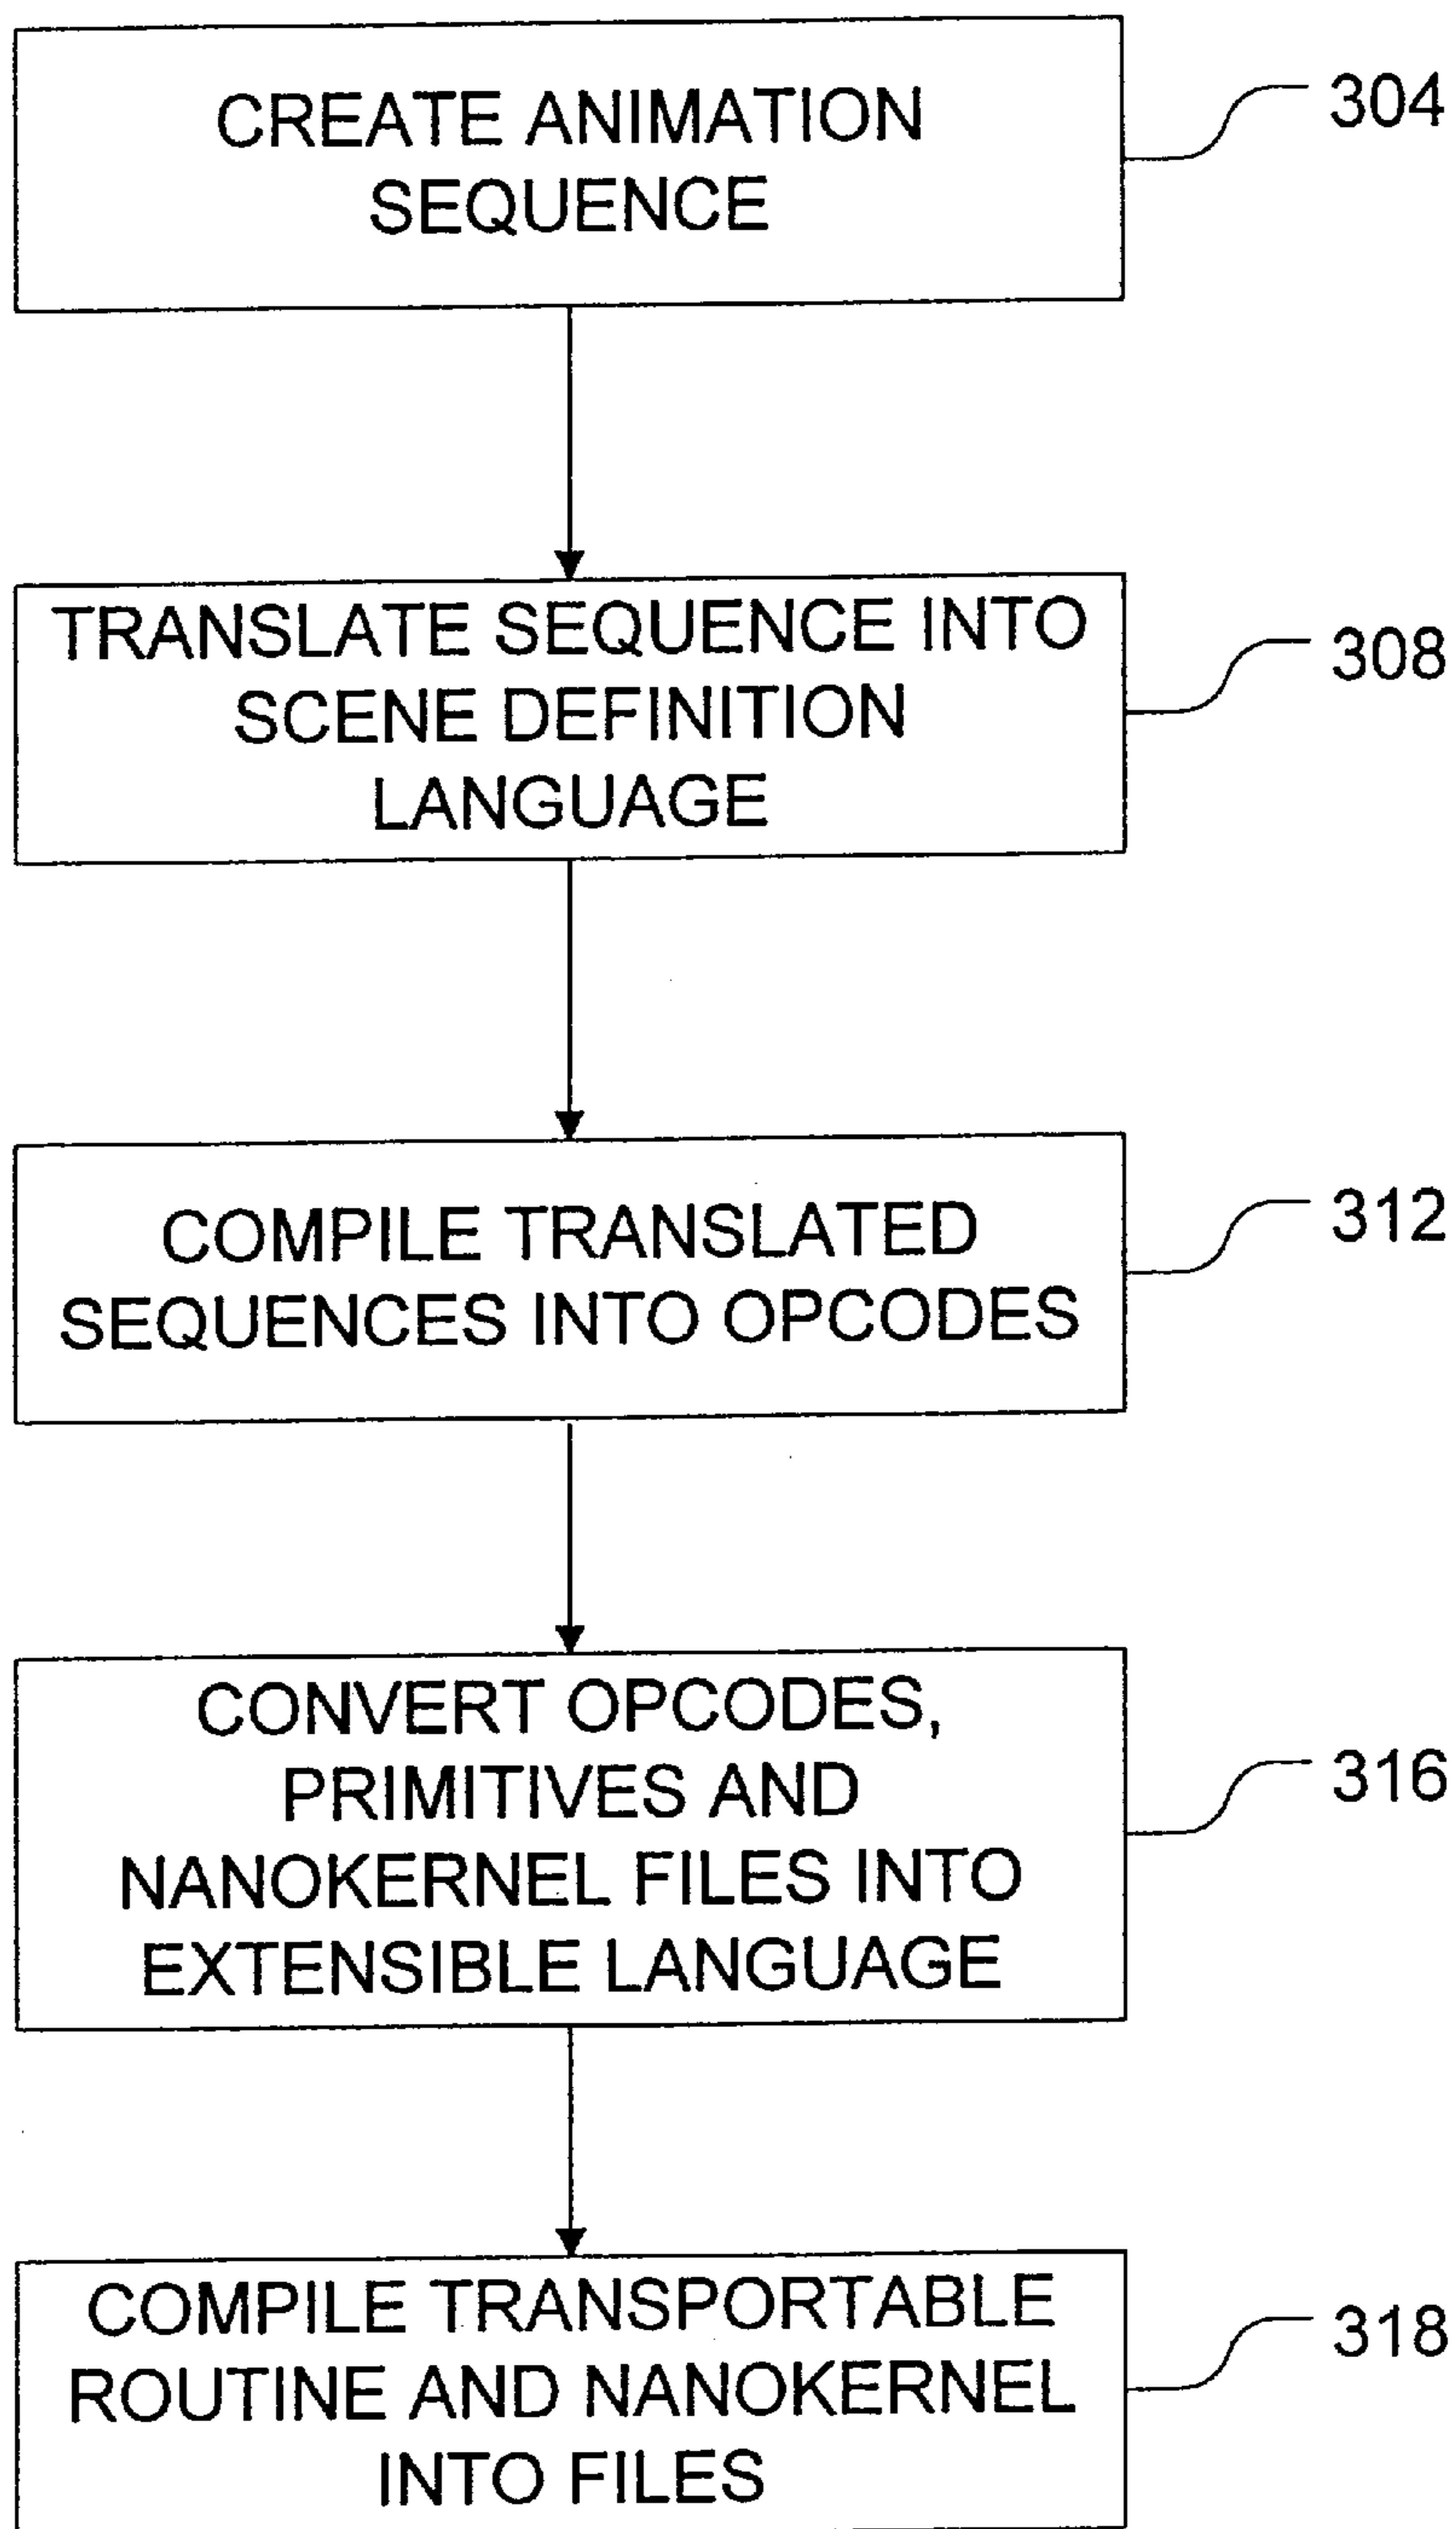 CREATE ANIMATION
SEQUENCE
304
TRANSLATE SEQUENCE INTO
SCENE DEFINITION
LANGUAGE
308
COMPILE TRANSLATED
SEQUENCES INTO OPCODES
312
CONVERT OPCODES,
PRIMITIVES AND
NANOKERNEL FILES INTO
EXTENSIBLE LANGUAGE
316
COMPILE TRANSPORTABLE
ROUTINE AND NANOKERNEL
INTO FILES
318